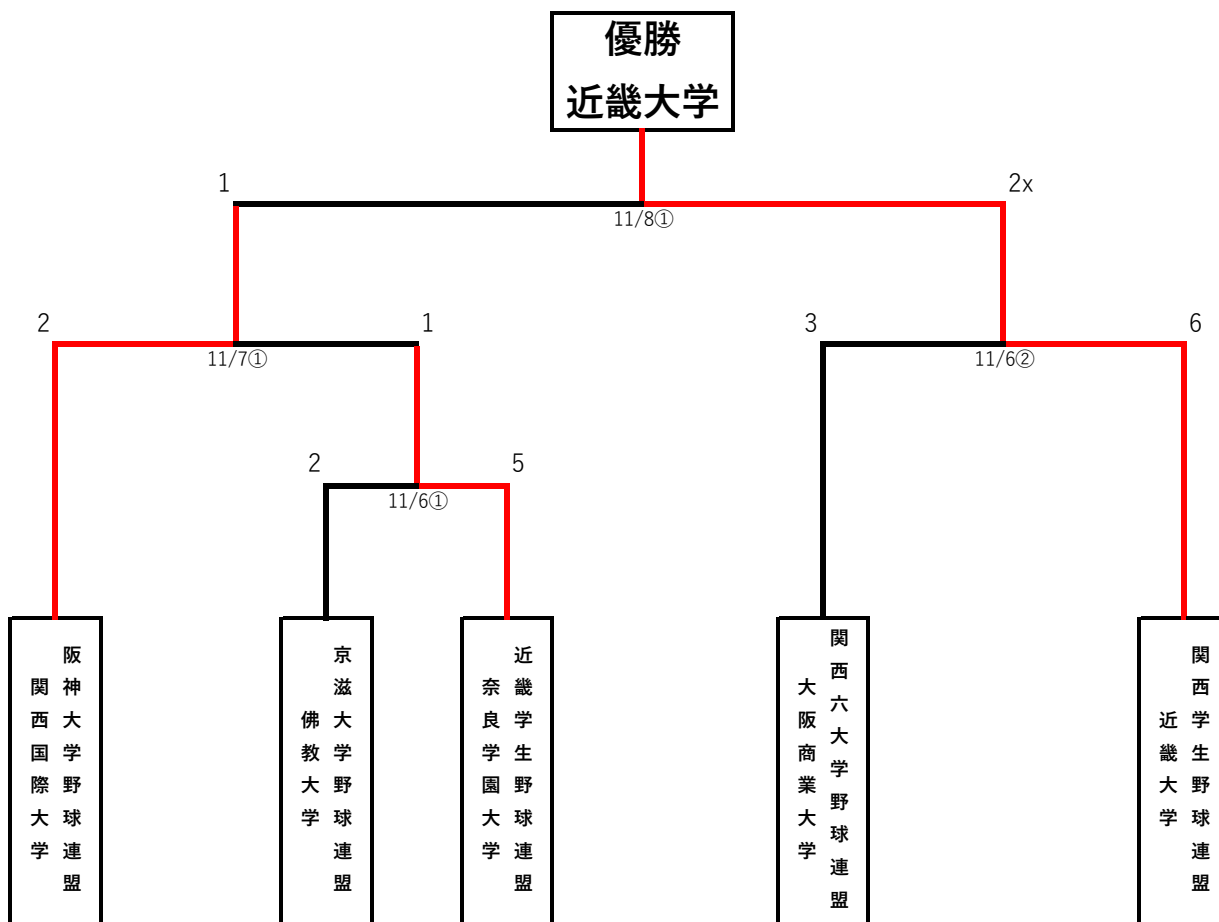 優勝
近畿大学
1
2x
11/8①
2
1
3
6
11/7①
11/6②
2
5
11/6①
阪神大学野球連盟
関西国際大学
京滋大学野球連盟
佛教大学
近畿学生野球連盟
奈良学園大学
関西六大学野球連盟
大阪商業大学
関西学生野球連盟
近畿大学